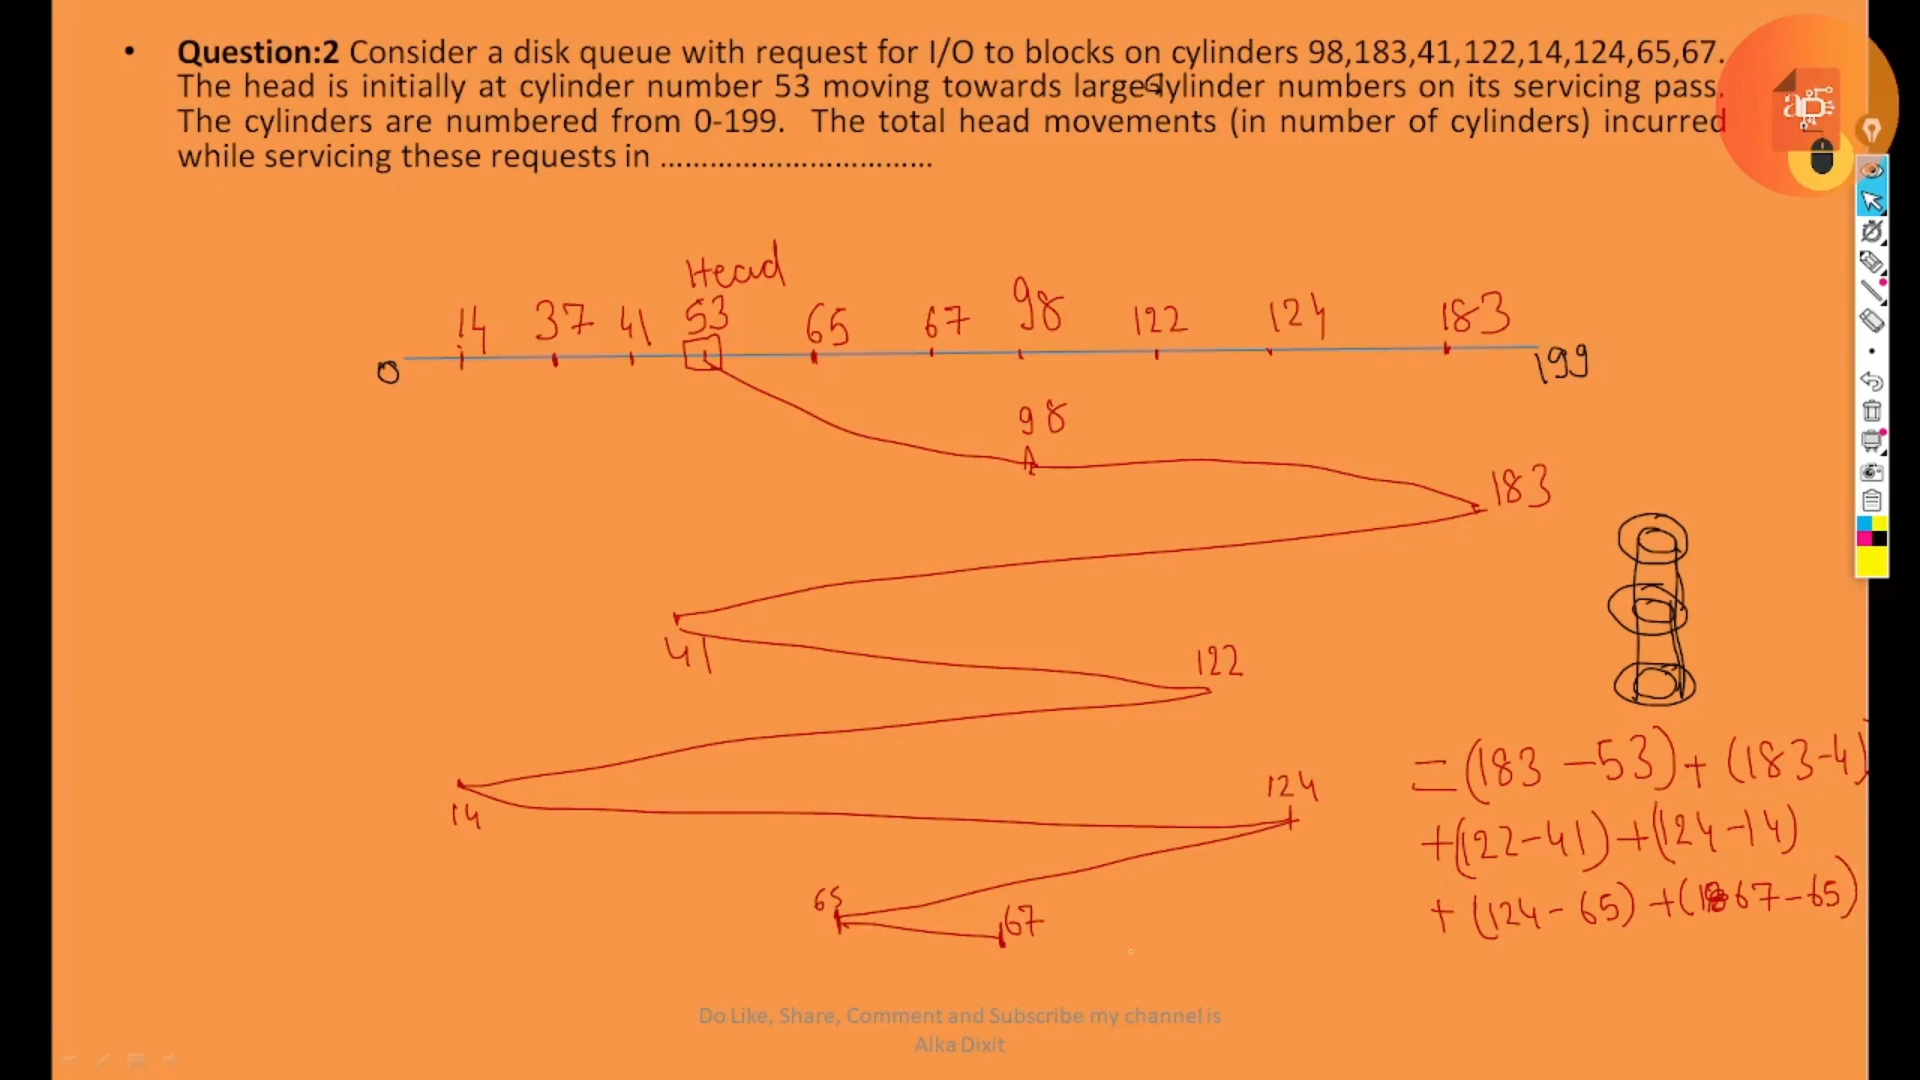 • Question:2 Consider a disk queue with request for I/O to blocks on cylinders 98,183,41,122,14,124,65,67.
The head is initially at cylinder number 53 moving towards large cylinder numbers on its servicing pass.
The cylinders are numbered from 0-199. The total head movements (in number of cylinders) incurred
while servicing these requests in .................................
Head
14 37 41 53 65 67 98 122 124 183
0 199
98
183
41
122
14
124
65
67
=(183-53)+(183-4)
+(122-41)+(124-14)
+(124-65)+(67-65)
Do Like, Share, Comment and Subscribe my channel is
Alka Dixit